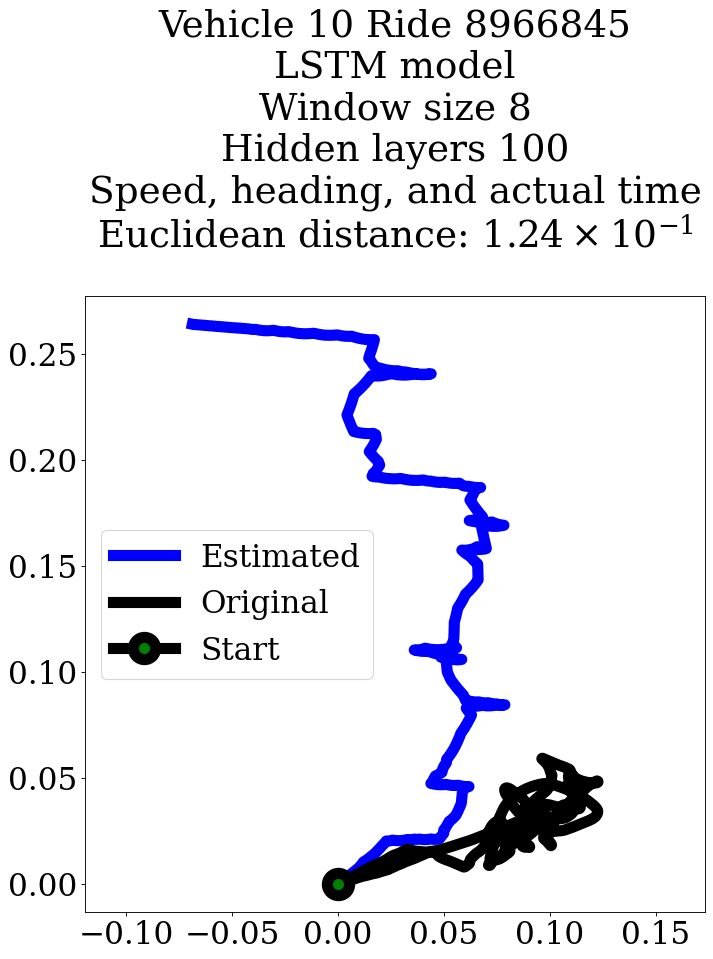 Vehicle 10 Ride 8966845
LSTM model
Window size 8
Hidden layers 100
Speed, heading, and actual time
Euclidean distance: 1.24 × 10⁻¹
0.25
0.20
0.15
0.10
0.05
0.00
Estimated
Original
Start
−0.10 −0.05 0.00 0.05 0.10 0.15